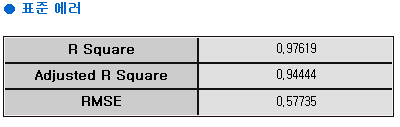 ● 표준 에러
R Square 0,97619
Adjusted R Square 0,94444
RMSE 0,57735